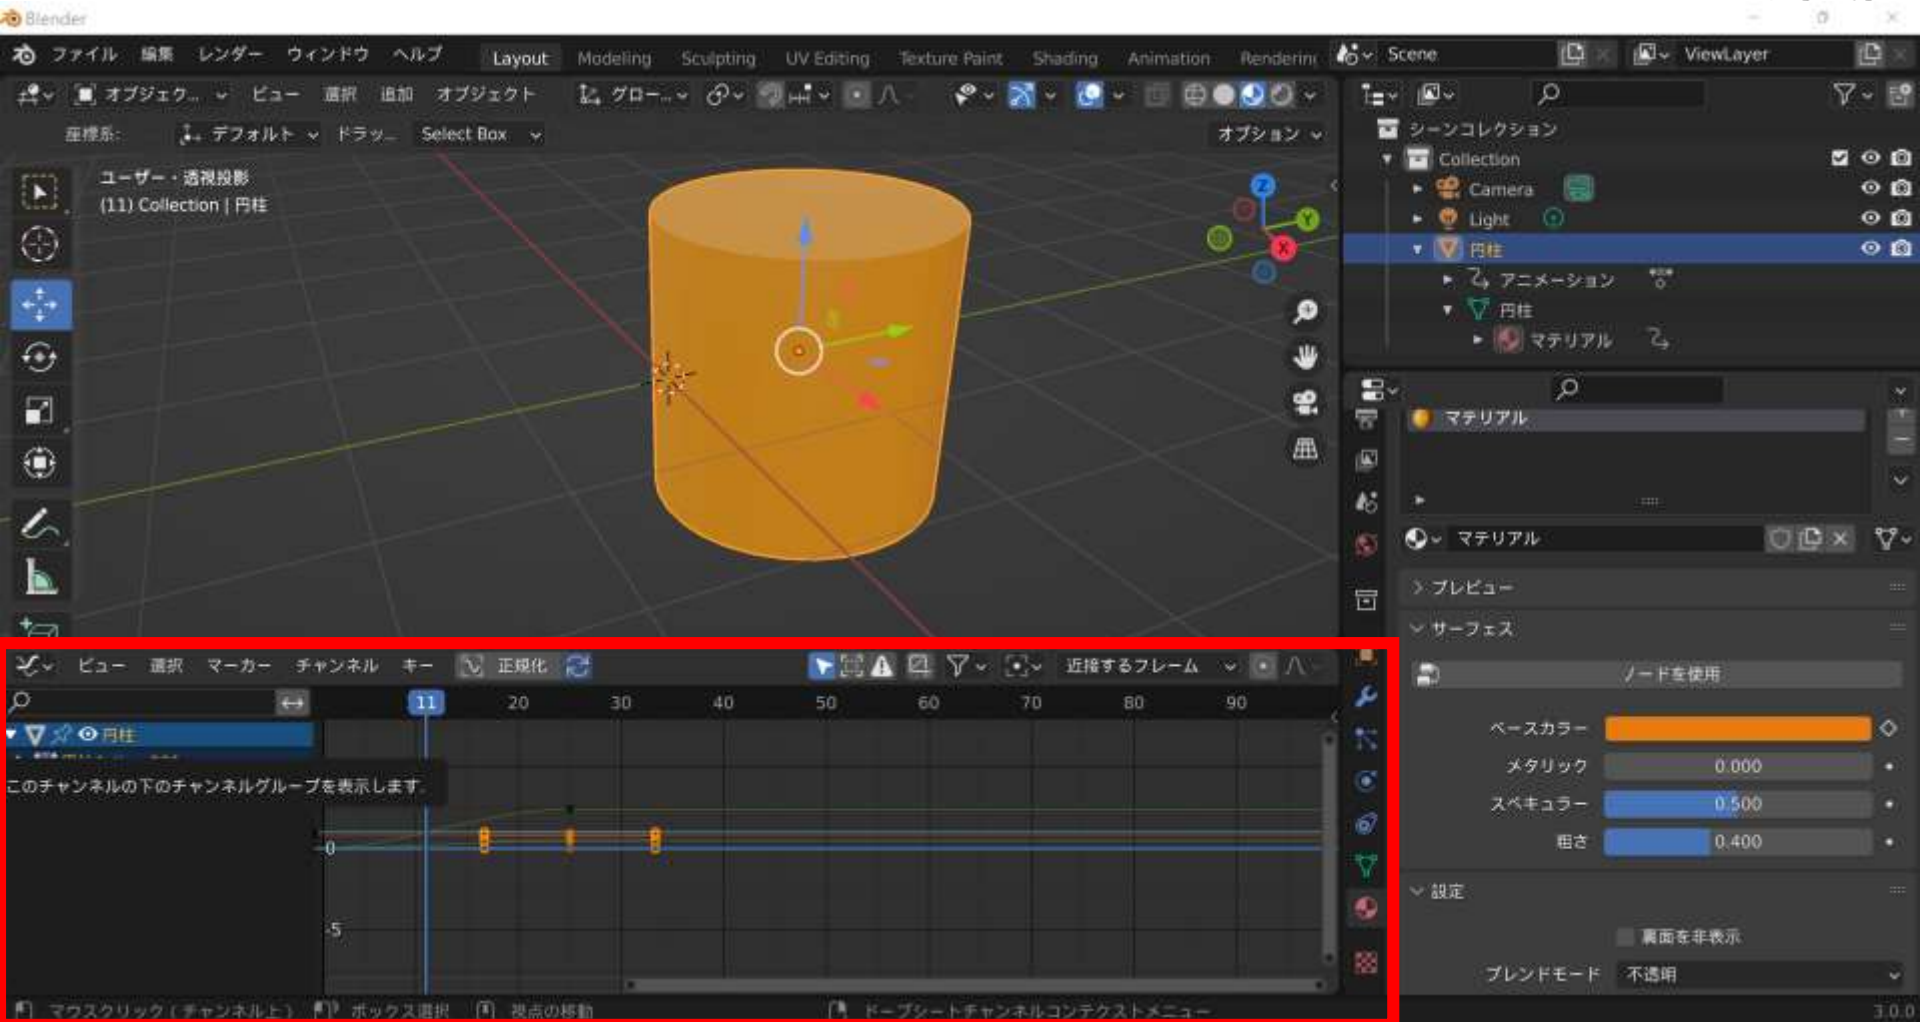 Blender
ファイル 編集 レンダー ウィンドウ ヘルプ Layout Modeling Sculpting UV Editing Texture Paint Shading Animation Rendering Scene ViewLayer
オブジェク... ビュー 選択 追加 オブジェクト グロー...
座標系: デフォルト ドラッ... Select Box オプション
ユーザー・透視投影
(11) Collection | 円柱
Z
Y
X
シーンコレクション
Collection
Camera
Light
円柱
アニメーション
円柱
マテリアル
マテリアル
マテリアル
プレビュー
サーフェス
ノードを使用
ベースカラー
メタリック 0.000
スペキュラー 0.500
粗さ 0.400
設定
裏面を非表示
ブレンドモード 不透明
ビュー 選択 マーカー チャンネル キー 正規化 近接するフレーム
11 20 30 40 50 60 70 80 90
円柱
このチャンネルの下のチャンネルグループを表示します.
0
-5
マウスクリック(チャンネル上) ボックス選択 視点の移動 ドープシートチャンネルコンテクストメニュー 3.0.0